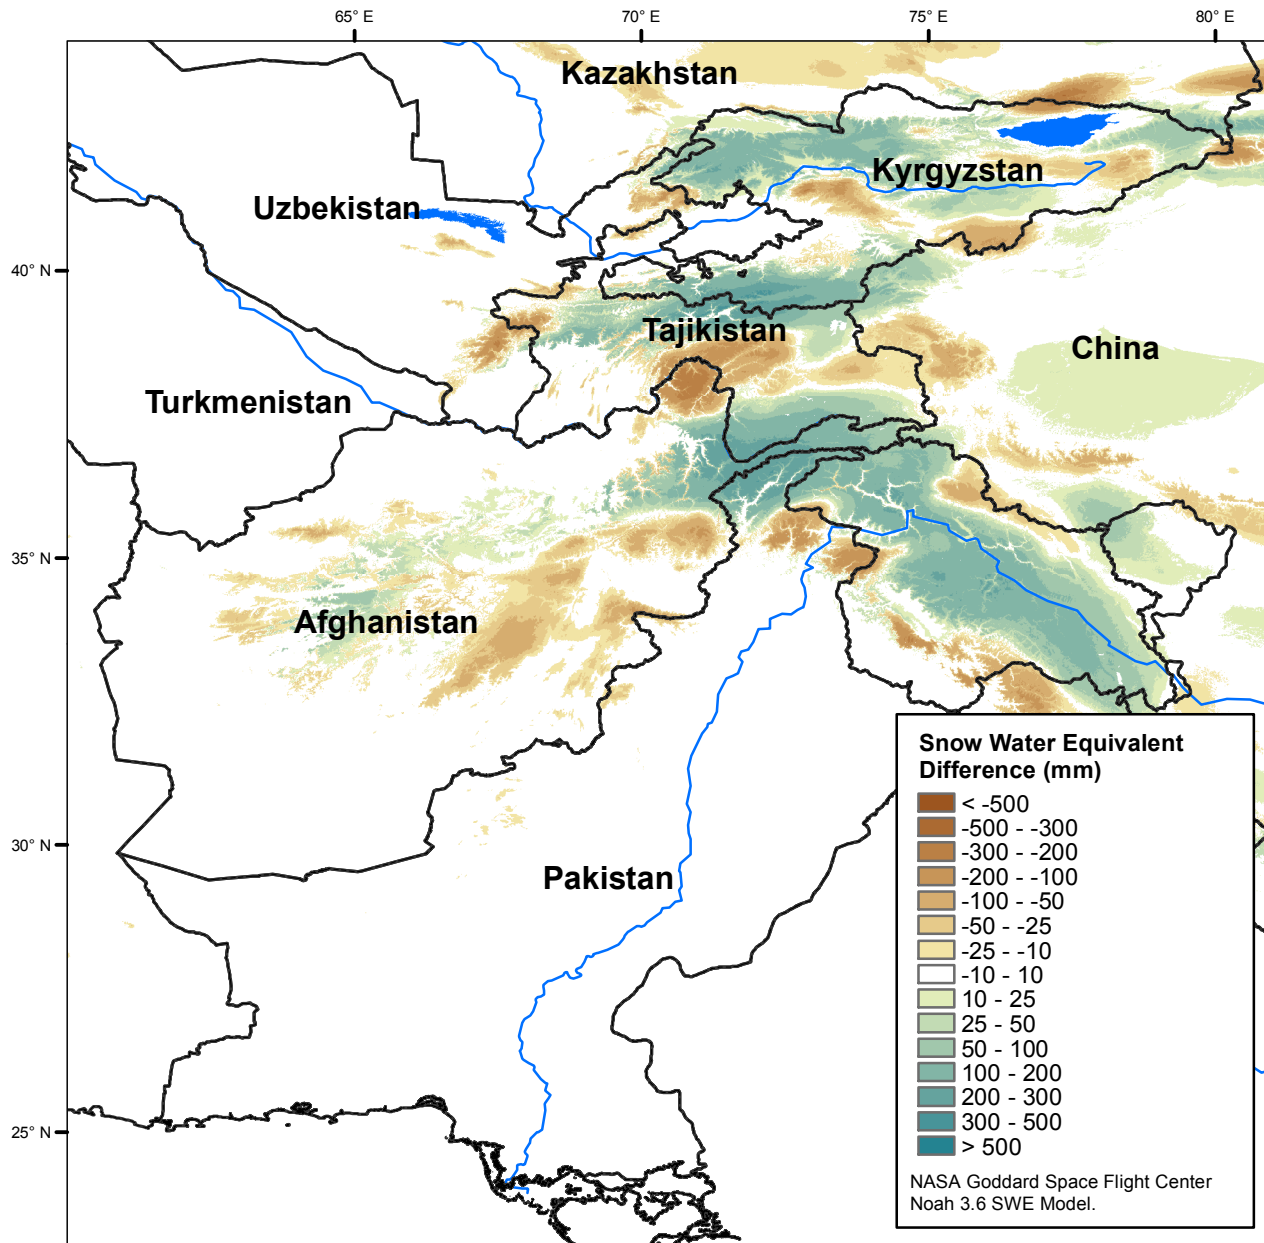 65° E
70° E
75° E
80° E
Kazakhstan
Kyrgyzstan
Uzbekistan
40° N
Tajikistan
China
Turkmenistan
35° N
Afghanistan
Snow Water Equivalent
Difference (mm)
< -500
-500 - -300
-300 - -200
-200 - -100
-100 - -50
-50 - -25
-25 - -10
-10 - 10
10 - 25
25 - 50
50 - 100
100 - 200
200 - 300
300 - 500
> 500
30° N
Pakistan
25° N
NASA Goddard Space Flight Center
Noah 3.6 SWE Model.